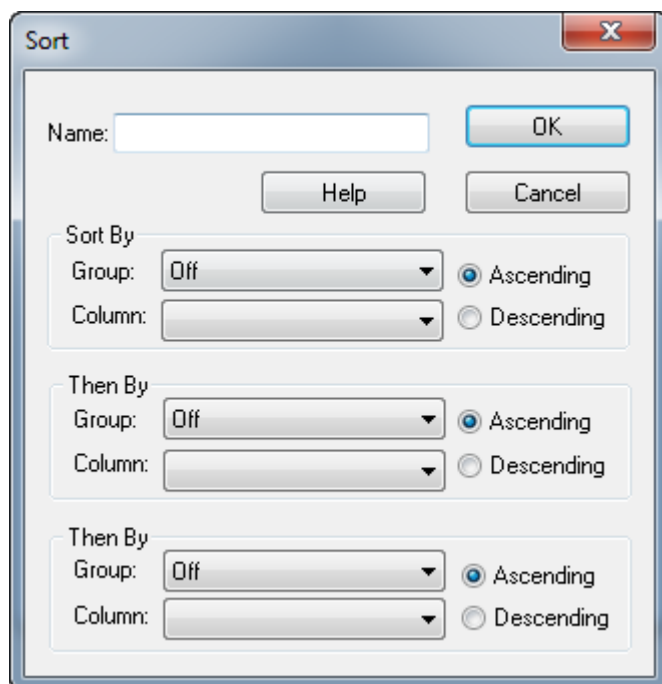 Sort
Name:
OK
Help
Cancel
Sort By
Group: Off Ascending
Column: Descending
Then By
Group: Off Ascending
Column: Descending
Then By
Group: Off Ascending
Column: Descending